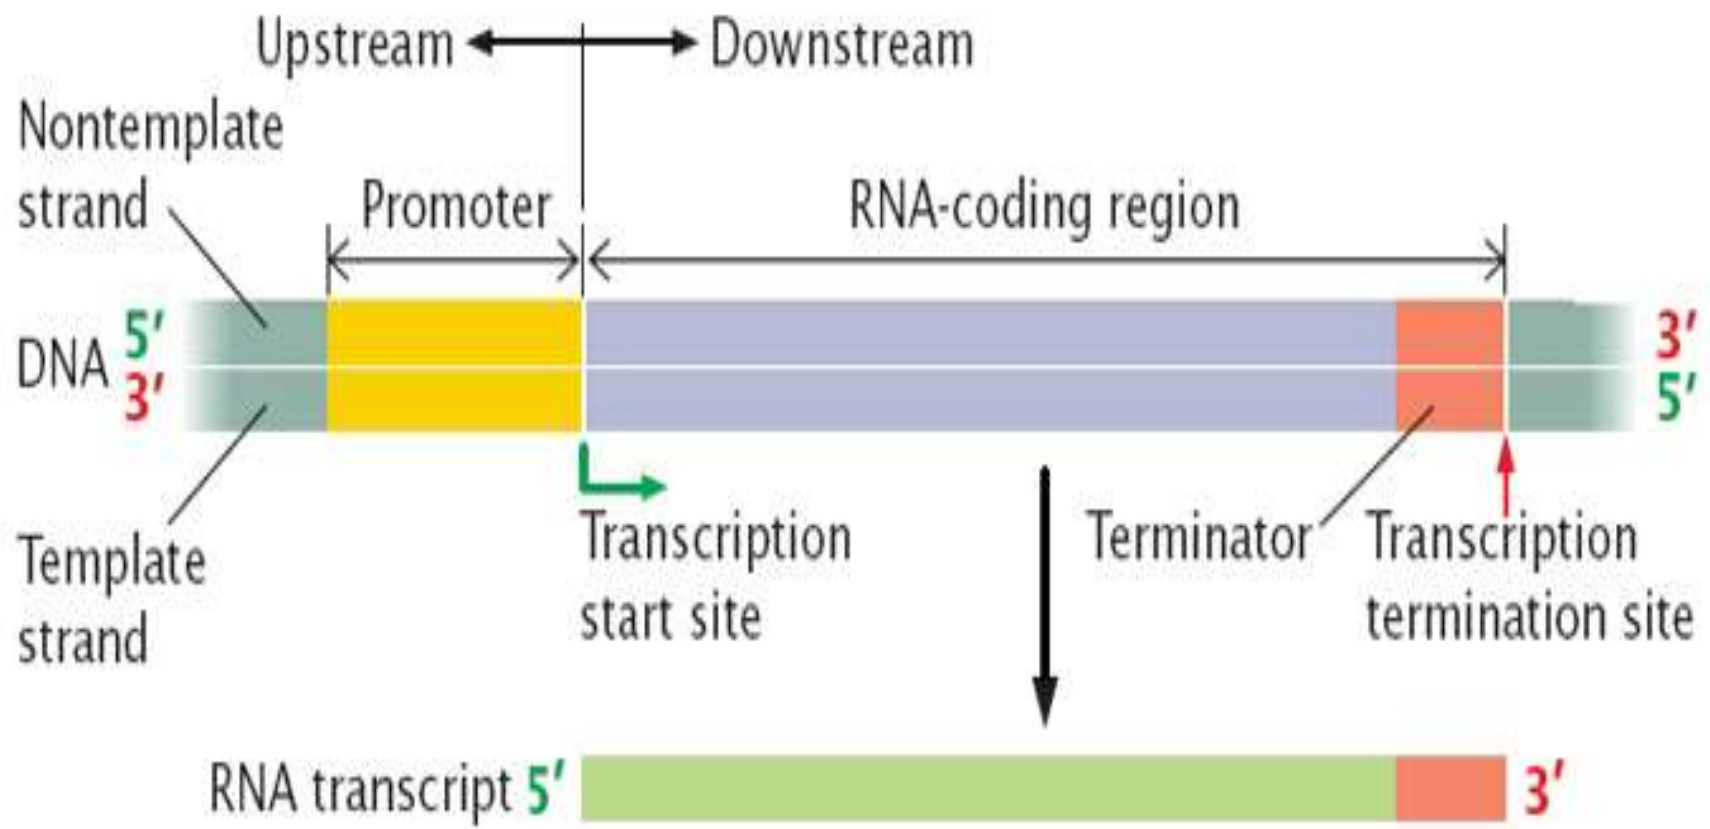 Upstream Downstream
Nontemplate
strand
Promoter
RNA-coding region
DNA 5′ 3′
3′ 5′
Template
strand
Transcription
start site
Terminator
Transcription
termination site
RNA transcript 5′ 3′